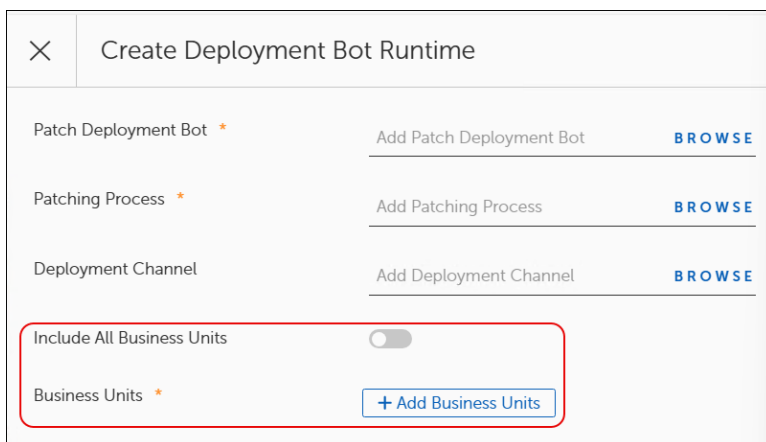 Create Deployment Bot Runtime
Patch Deployment Bot * Add Patch Deployment Bot BROWSE
Patching Process * Add Patching Process BROWSE
Deployment Channel Add Deployment Channel BROWSE
Include All Business Units
Business Units * + Add Business Units